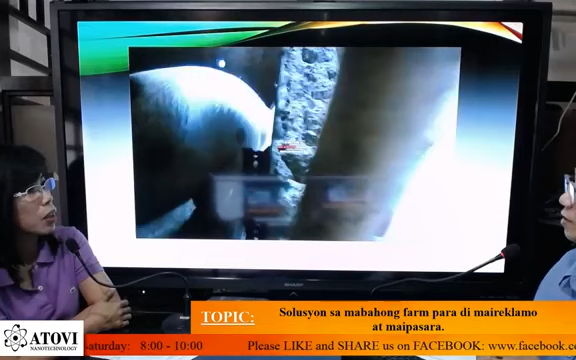 SHARP
TOPIC:
Solusyon sa mabahong farm para di maireklamo
at maipasara.
ATOVI
NANOTECHNOLOGY
Saturday: 8:00 - 10:00
Please LIKE and SHARE us on FACEBOOK: www.facebook.co